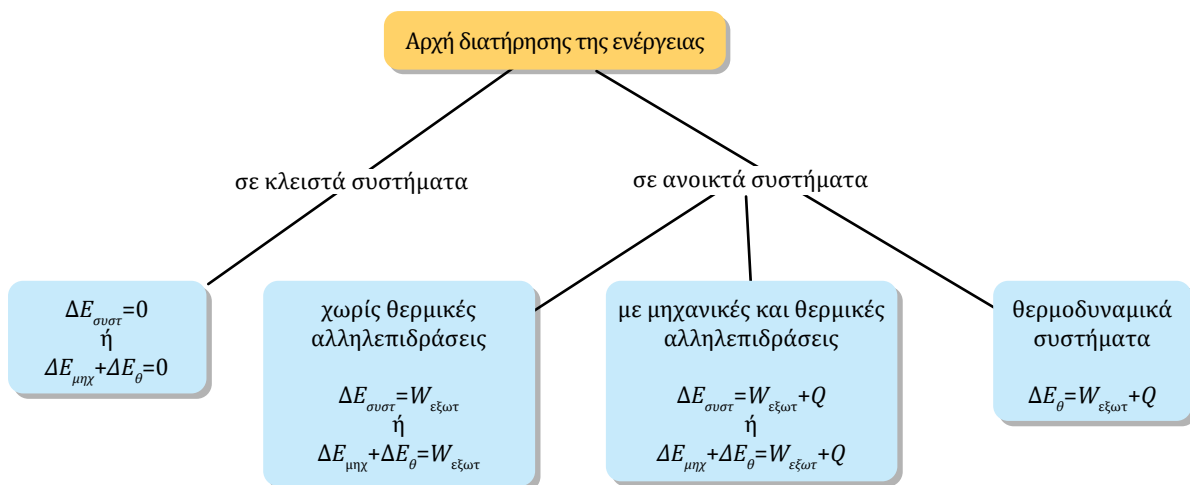 Αρχή διατήρησης της ενέργειας
σε κλειστά συστήματα
σε ανοικτά συστήματα
ΔE_συστ=0
ή
ΔE_μηχ+ΔE_θ=0
χωρίς θερμικές
αλληλεπιδράσεις
ΔE_συστ=W_εξωτ
ή
ΔE_μηχ+ΔE_θ=W_εξωτ
με μηχανικές και θερμικές
αλληλεπιδράσεις
ΔE_συστ=W_εξωτ+Q
ή
ΔE_μηχ+ΔE_θ=W_εξωτ+Q
θερμοδυναμικά
συστήματα
ΔE_θ=W_εξωτ+Q